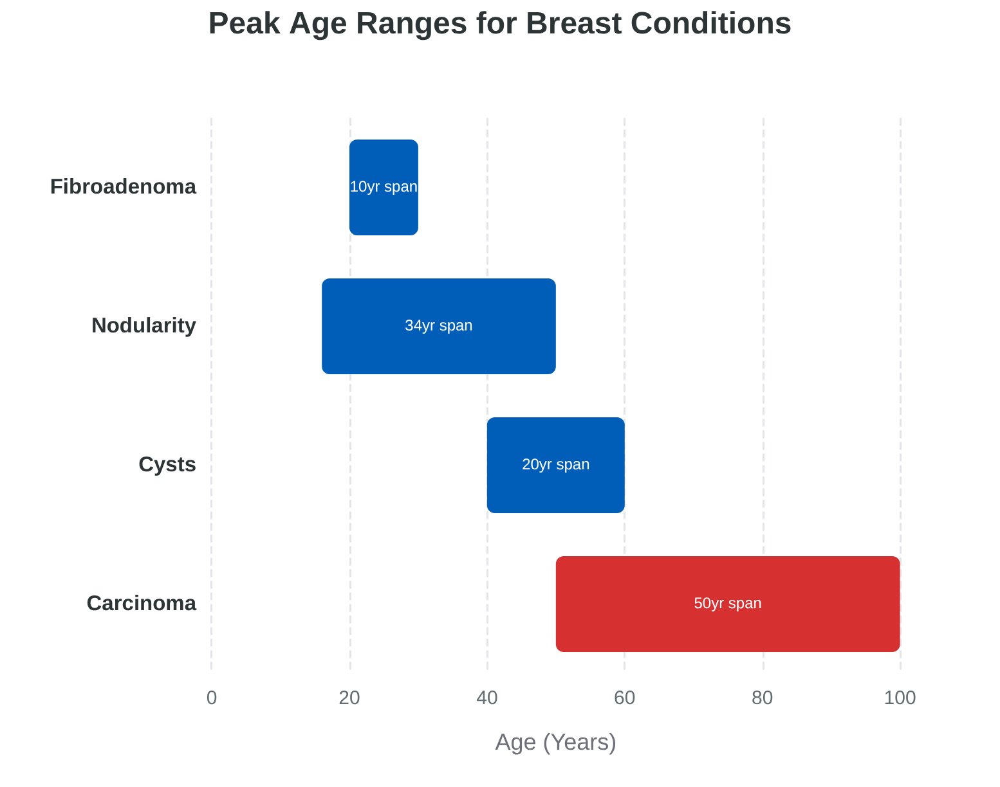 Peak Age Ranges for Breast Conditions
Fibroadenoma
10yr span
Nodularity
34yr span
Cysts
20yr span
Carcinoma
50yr span
0 20 40 60 80 100
Age (Years)